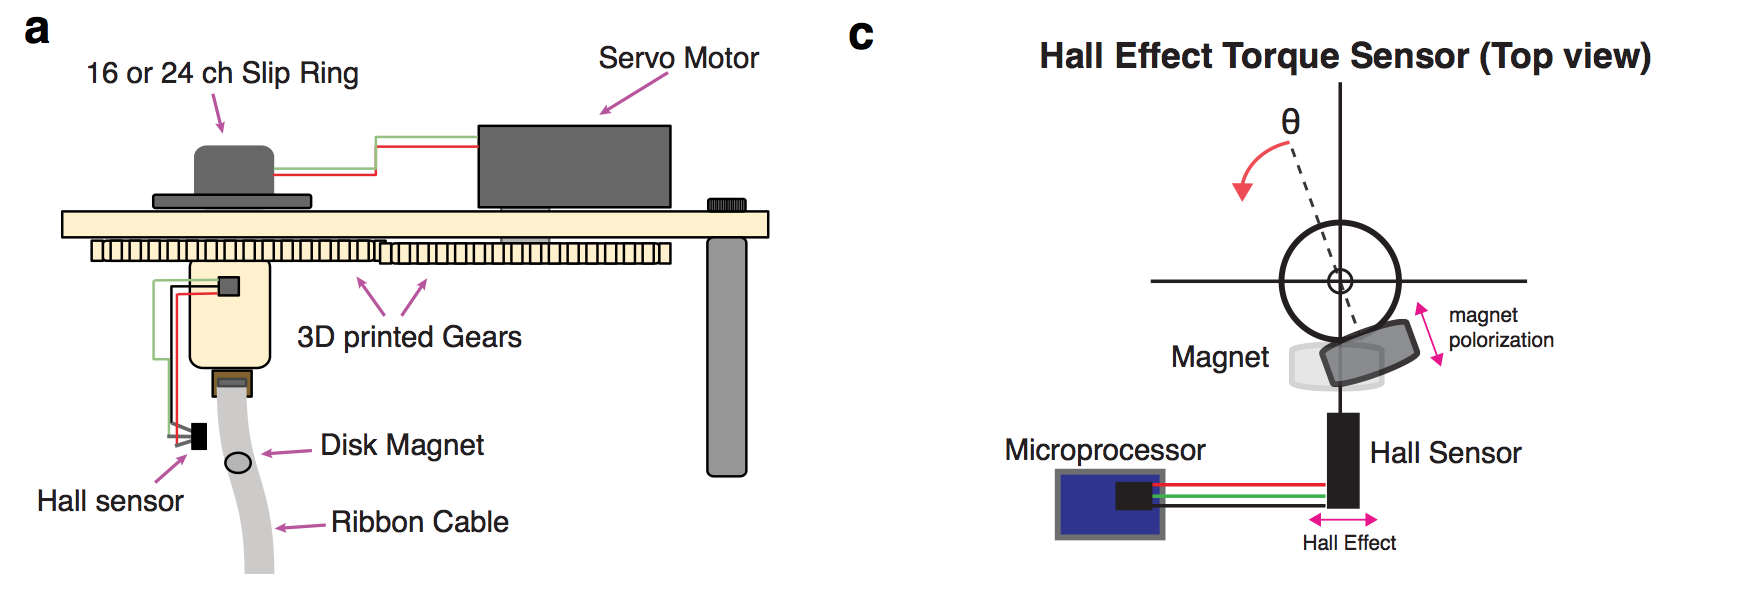 a
16 or 24 ch Slip Ring
Servo Motor
3D printed Gears
Disk Magnet
Hall sensor
Ribbon Cable
c
Hall Effect Torque Sensor (Top view)
θ
magnet
polorization
Magnet
Microprocessor
Hall Sensor
Hall Effect